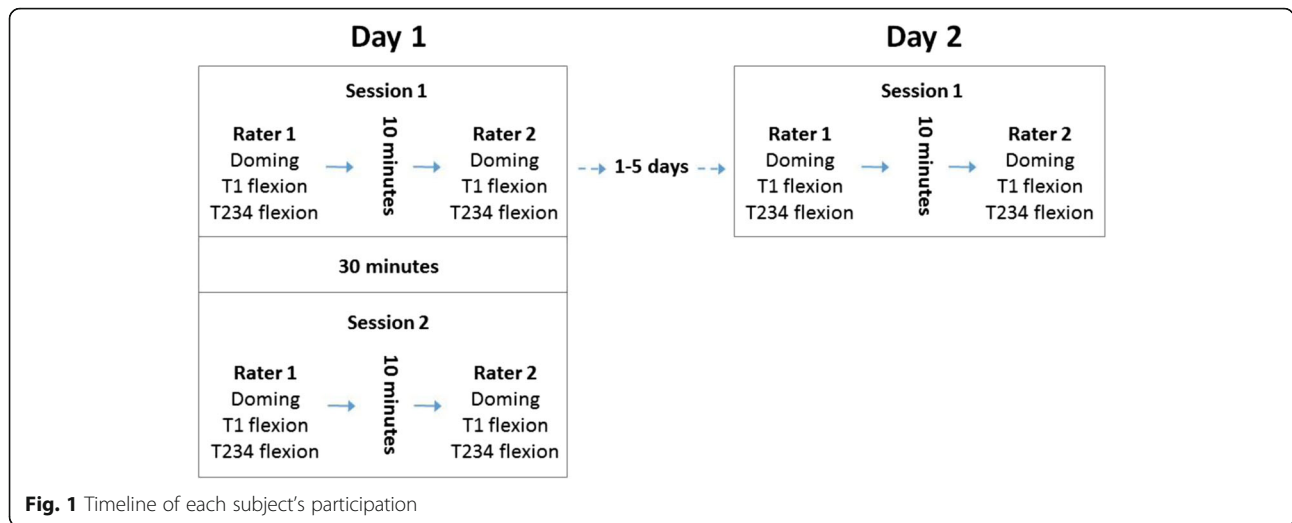 Day 1
Session 1
Rater 1
Doming
T1 flexion
T234 flexion
10 minutes
Rater 2
Doming
T1 flexion
T234 flexion
30 minutes
Session 2
Rater 1
Doming
T1 flexion
T234 flexion
10 minutes
Rater 2
Doming
T1 flexion
T234 flexion
1-5 days
Day 2
Session 1
Rater 1
Doming
T1 flexion
T234 flexion
10 minutes
Rater 2
Doming
T1 flexion
T234 flexion
Fig. 1 Timeline of each subject's participation